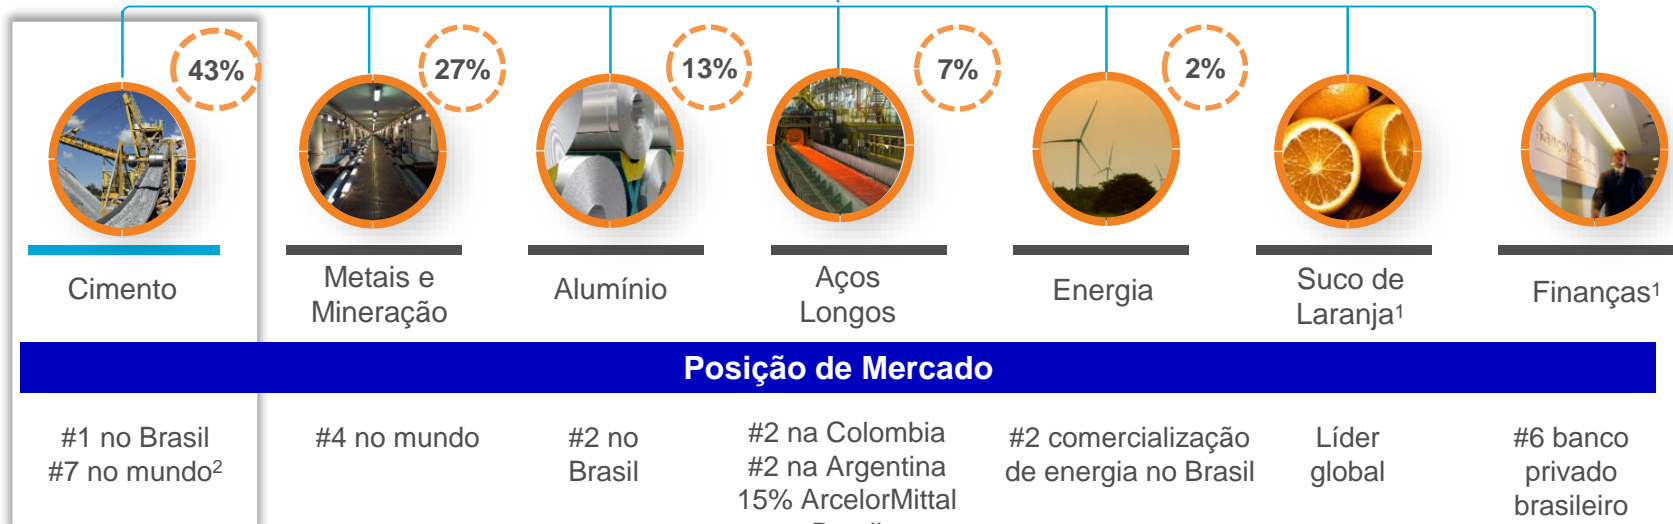 43%
27%
13%
7%
2%
Cimento
Metais e
Mineração
Alumínio
Aços
Longos
Energia
Suco de
Laranja1
Finanças1
Posição de Mercado
#1 no Brasil
#7 no mundo2
#4 no mundo
#2 no
Brasil
#2 na Colombia
#2 na Argentina
15% ArcelorMittal
#2 comercialização
de energia no Brasil
Líder
global
#6 banco
privado
brasileiro